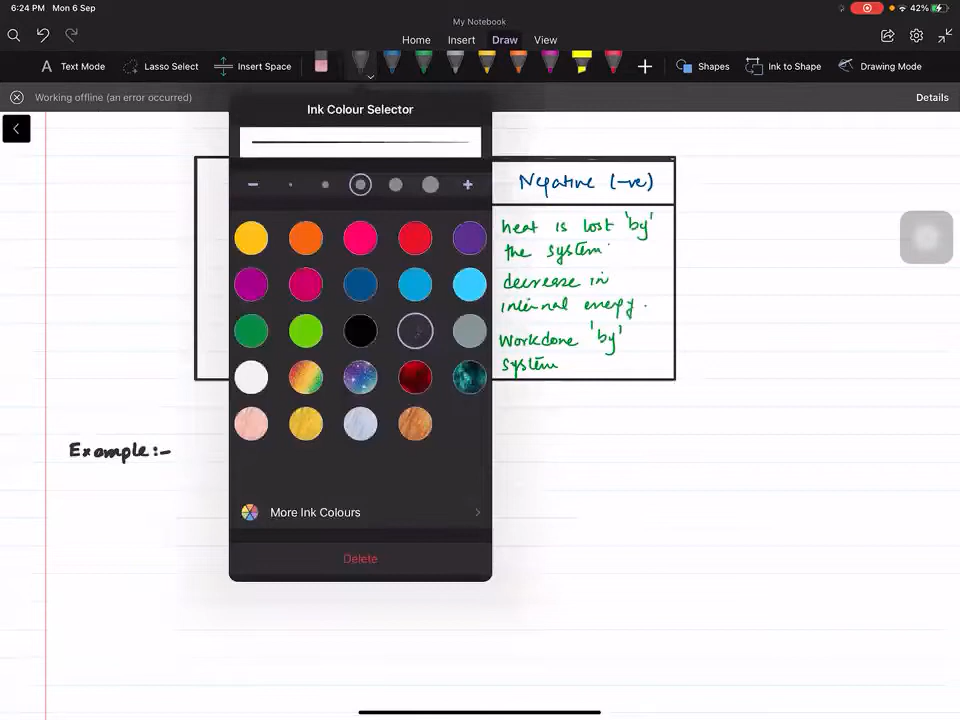 6:24 PM Mon 6 Sep
42%
My Notebook
Home Insert Draw View
Text Mode Lasso Select Insert Space Shapes Ink to Shape Drawing Mode
Working offline (an error occurred) Details
Ink Colour Selector
Negative (-ve)
heat is lost 'by'
the system.
decrease in
internal energy.
Workdone 'by'
system
Example:-
More Ink Colours
Delete